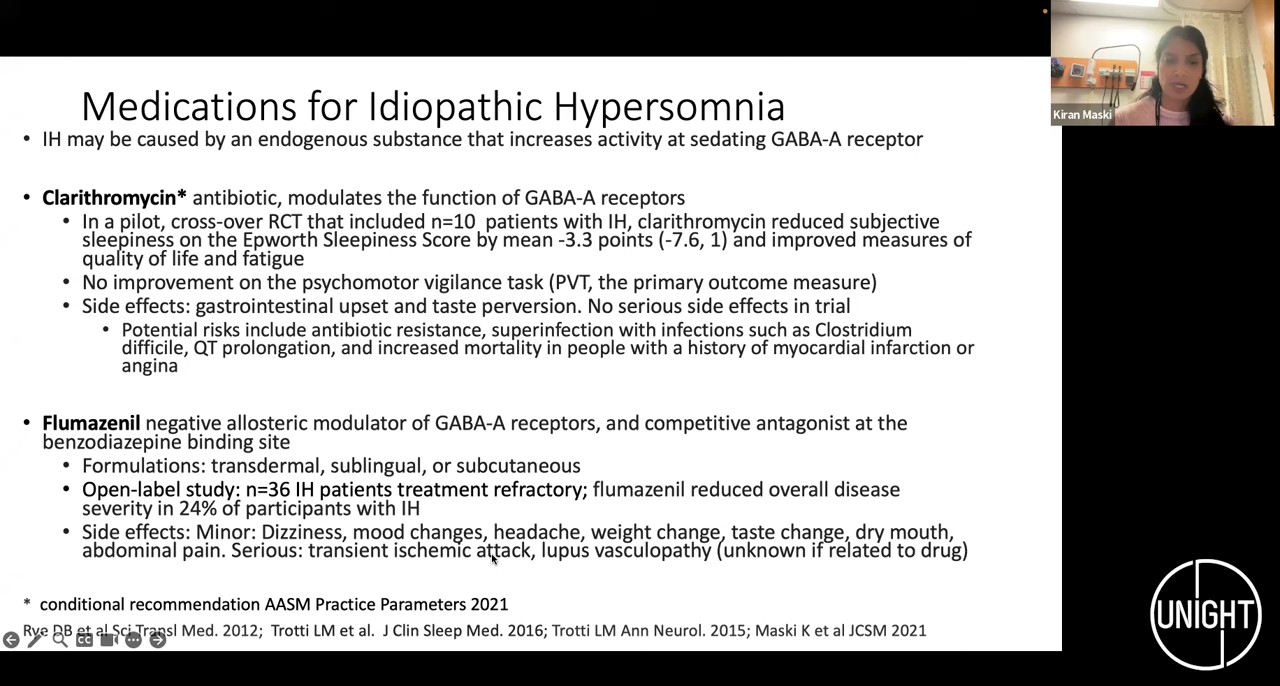 Medications for Idiopathic Hypersomnia
• IH may be caused by an endogenous substance that increases activity at sedating GABA-A receptor
• Clarithromycin* antibiotic, modulates the function of GABA-A receptors
• In a pilot, cross-over RCT that included n=10 patients with IH, clarithromycin reduced subjective
sleepiness on the Epworth Sleepiness Score by mean -3.3 points (-7.6, 1) and improved measures of
quality of life and fatigue
• No improvement on the psychomotor vigilance task (PVT, the primary outcome measure)
• Side effects: gastrointestinal upset and taste perversion. No serious side effects in trial
• Potential risks include antibiotic resistance, superinfection with infections such as Clostridium
difficile, QT prolongation, and increased mortality in people with a history of myocardial infarction or
angina
• Flumazenil negative allosteric modulator of GABA-A receptors, and competitive antagonist at the
benzodiazepine binding site
• Formulations: transdermal, sublingual, or subcutaneous
• Open-label study: n=36 IH patients treatment refractory; flumazenil reduced overall disease
severity in 24% of participants with IH
• Side effects: Minor: Dizziness, mood changes, headache, weight change, taste change, dry mouth,
abdominal pain. Serious: transient ischemic attack, lupus vasculopathy (unknown if related to drug)
* conditional recommendation AASM Practice Parameters 2021
Rye DB et al Sci Transl Med. 2012; Trotti LM et al. J Clin Sleep Med. 2016; Trotti LM Ann Neurol. 2015; Maski K et al JCSM 2021
CC
Kiran Maski
UNIGHT